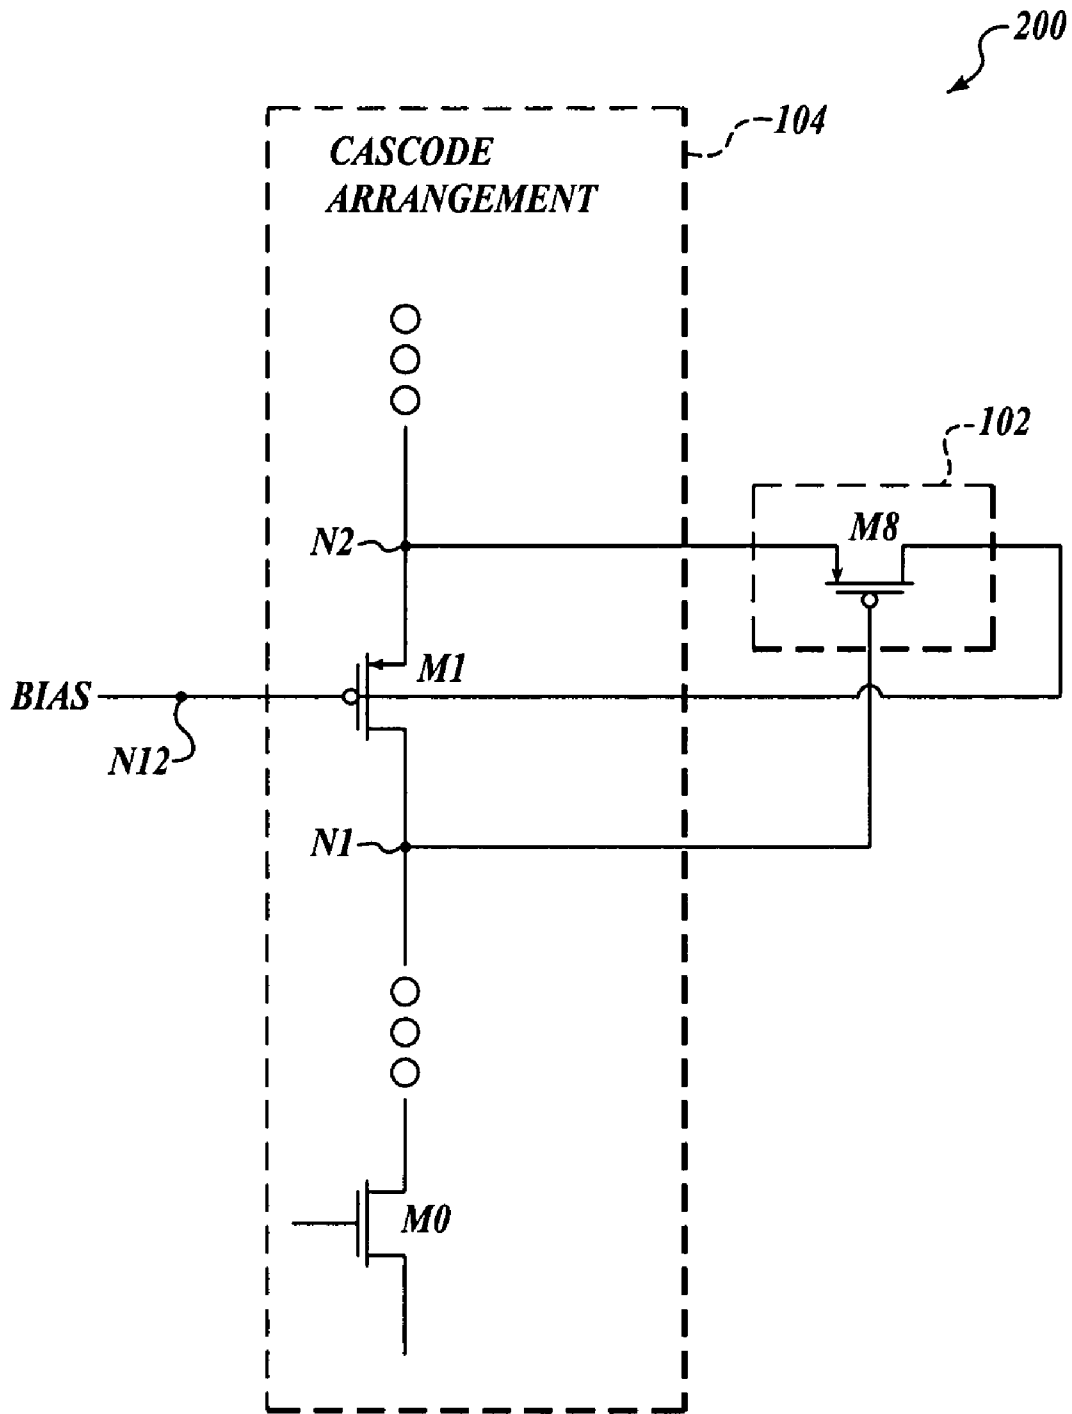 200
104
CASCODE
ARRANGEMENT
102
M8
N2
M1
BIAS
N12
N1
M0